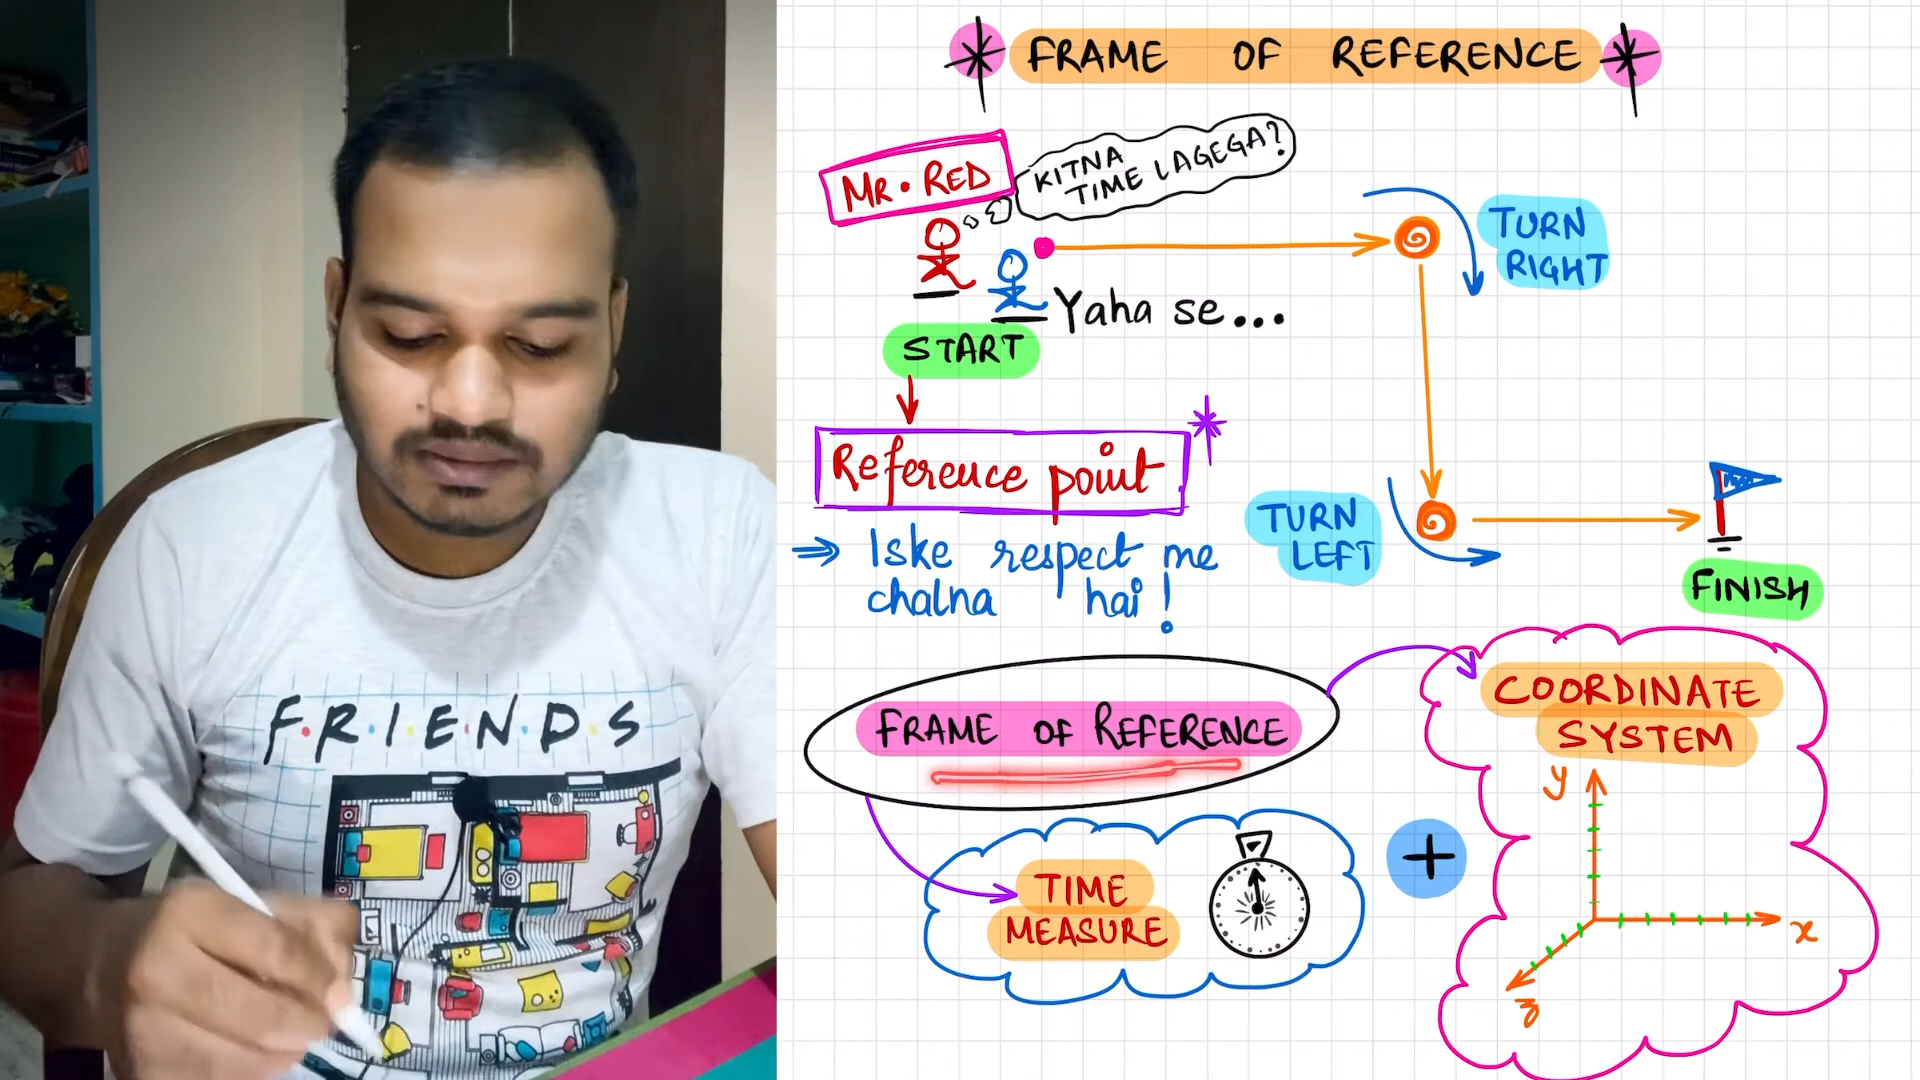 FRAME OF REFERENCE
MR. RED
KITNA
TIME LAGEGA?
TURN
RIGHT
Yaha se...
START
Reference point
TURN
LEFT
⇒ Iske respect me
chalna hai!
FINISH
FRAME OF REFERENCE
COORDINATE
SYSTEM
y
x
z
TIME
MEASURE
+
F.R.I.E.N.D.S